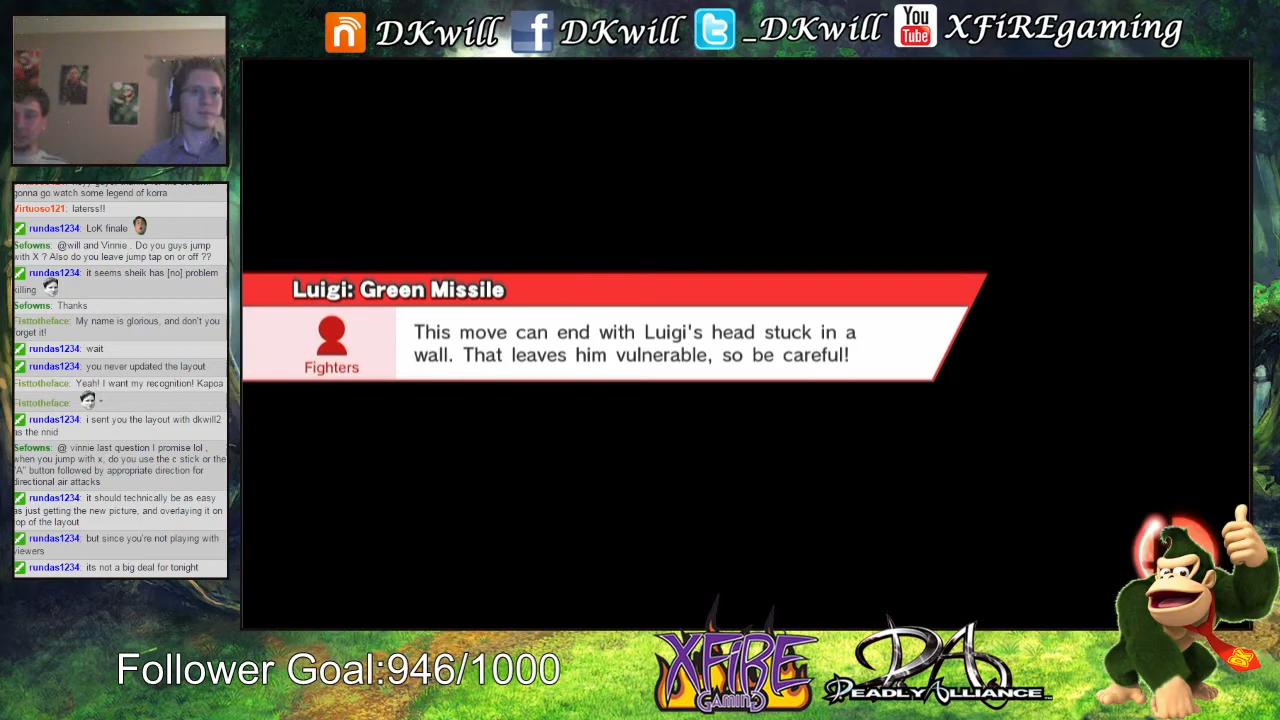 DKwill
DKwill
_DKwill
You
Tube
XFiREgaming
gonna go watch some legend of korra
Virtuoso121: laterss!!
rundas1234: LoK finale
Sefowns: @will and Vinnie . Do you guys jump
with X ? Also do you leave jump tap on or off ??
rundas1234: it seems sheik has [no] problem
killing
Sefowns: Thanks
Fisttotheface: My name is glorious, and don't you
forget it!
rundas1234: wait
rundas1234: you never updated the layout
Fisttotheface: Yeah! I want my recognition! Kappa
Fisttotheface: -
rundas1234: i sent you the layout with dkwill2
as the nnid
Sefowns: @ vinnie last question I promise lol ,
when you jump with x, do you use the c stick or the
"A" button followed by appropriate direction for
directional air attacks
rundas1234: it should technically be as easy
as just getting the new picture, and overlaying it on
top of the layout
rundas1234: but since you're not playing with
viewers
rundas1234: its not a big deal for tonight
Luigi: Green Missile
Fighters
This move can end with Luigi's head stuck in a
wall. That leaves him vulnerable, so be careful!
Follower Goal:946/1000
XFiRE
GAMING
DA
DEADLYALLIANCE
DK